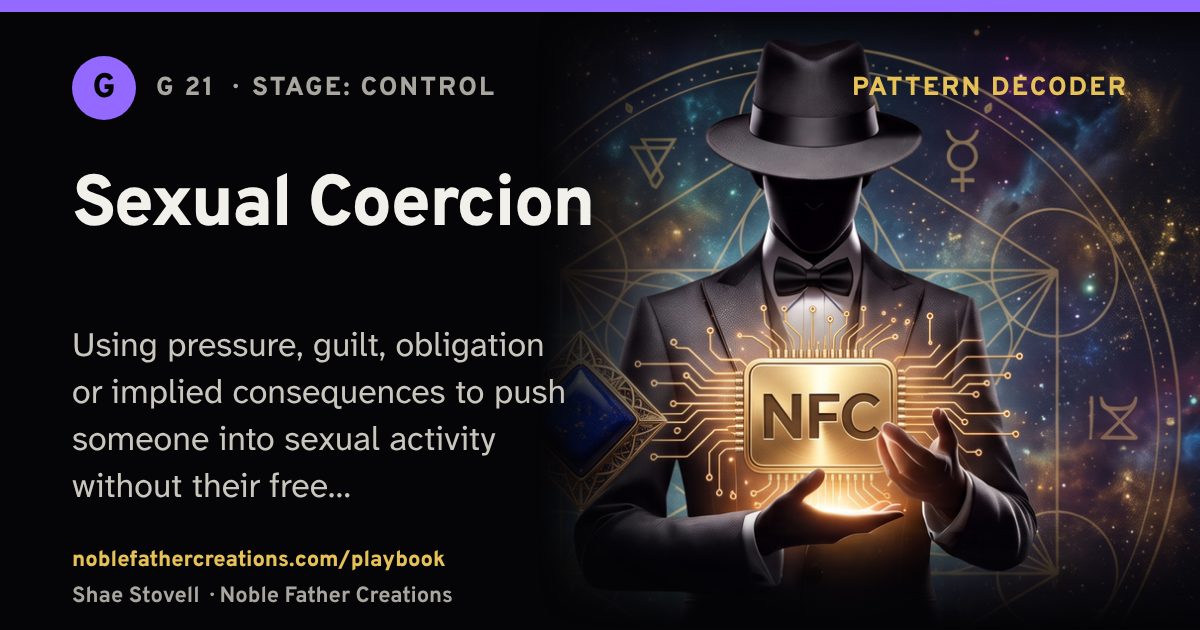 G G 21 · STAGE: CONTROL
PATTERN DECODER
Sexual Coercion
Using pressure, guilt, obligation
or implied consequences to push
someone into sexual activity
without their free...
NFC
noblefathercreations.com/playbook
Shae Stovell · Noble Father Creations